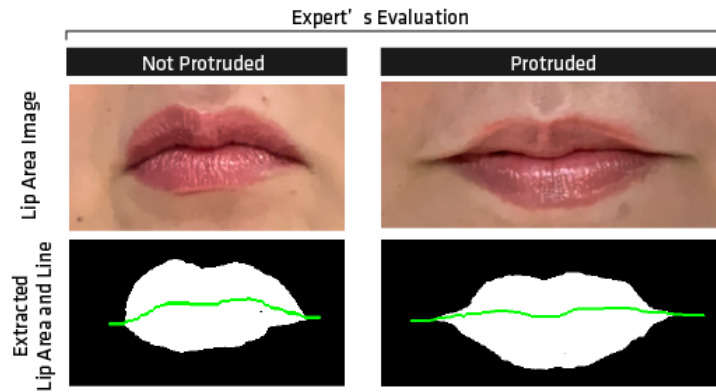 Expert’s Evaluation
Not Protruded
Protruded
Lip Area Image
Extracted
Lip Area and Line